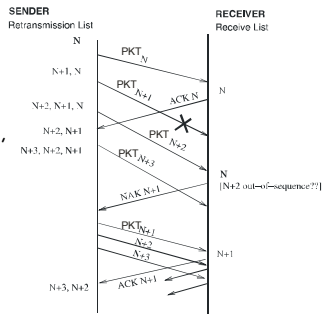 SENDER
Retransmission List
RECEIVER
Receive List
N
PKT N
N+1, N
N
PKT N+1
ACK N
N+2, N+1, N
N+2, N+1
PKT N+2
N+3, N+2, N+1
PKT N+3
N
[N+2 out-of-sequence??]
NAK N+1
PKT N+1
N+2
N+3
N+1
ACK N+1
N+3, N+2